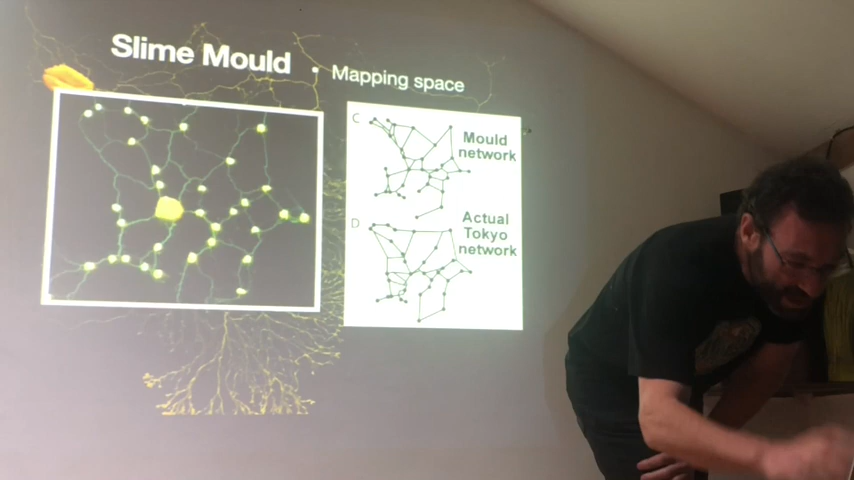 Slime Mould
• Mapping space
C
Mould
network
D
Actual
Tokyo
network